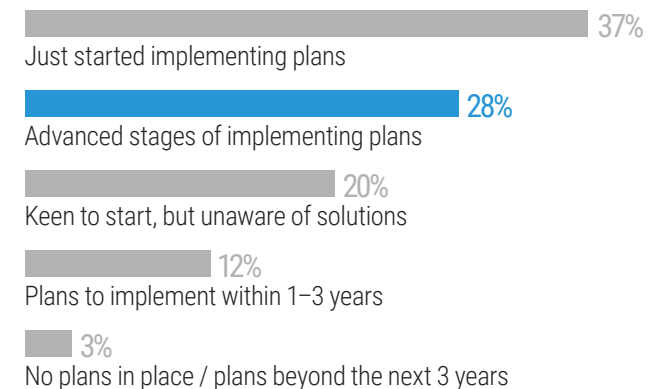 37%
Just started implementing plans
28%
Advanced stages of implementing plans
20%
Keen to start, but unaware of solutions
12%
Plans to implement within 1–3 years
3%
No plans in place / plans beyond the next 3 years